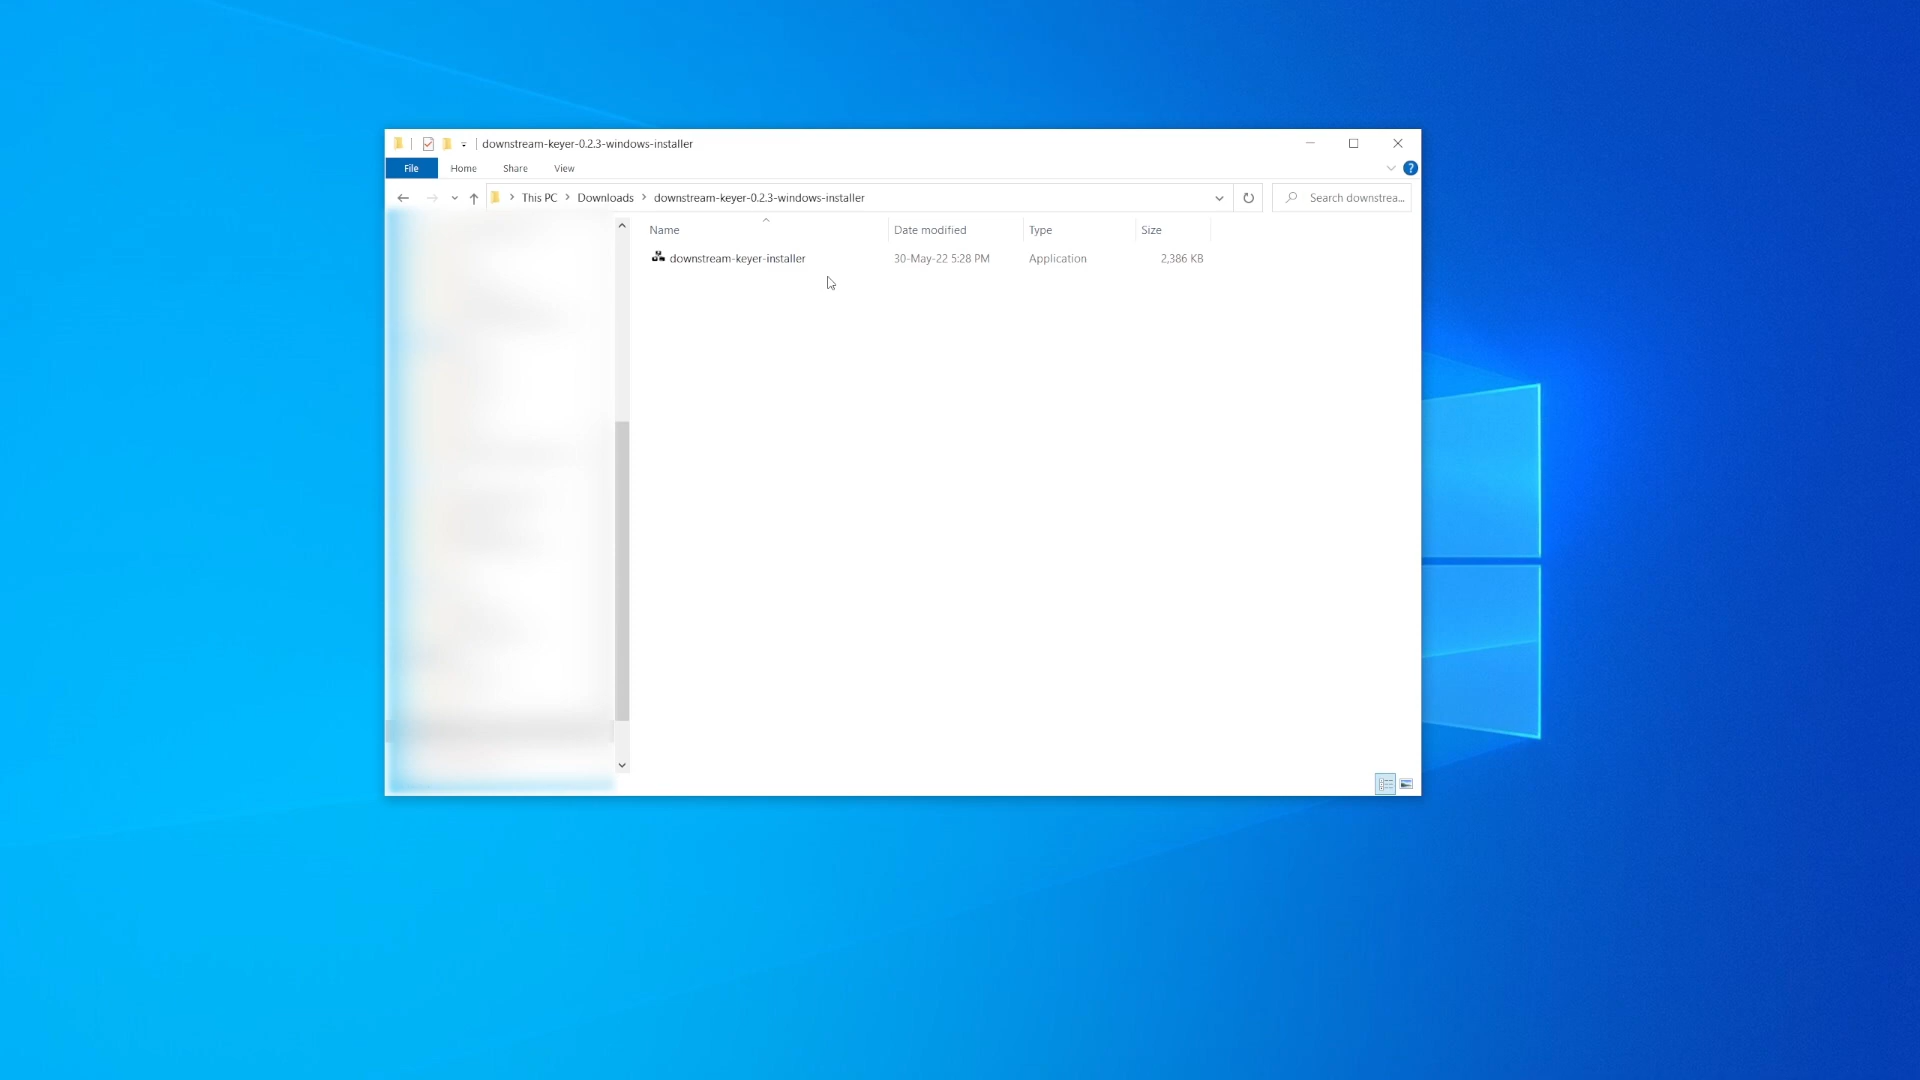 downstream-keyer-0.2.3-windows-installer
File Home Share View
This PC Downloads downstream-keyer-0.2.3-windows-installer Search downstrea...
Name Date modified Type Size
downstream-keyer-installer 30-May-22 5:28 PM Application 2,386 KB